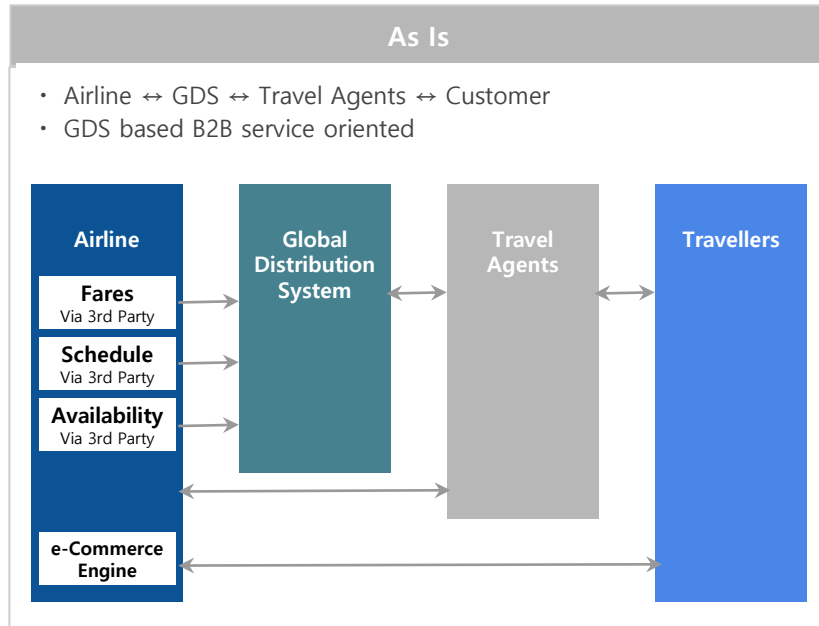 As Is
・ Airline ↔ GDS ↔ Travel Agents ↔ Customer
・ GDS based B2B service oriented
Airline
Global
Distribution
System
Travel
Agents
Travellers
Fares
Via 3rd Party
Schedule
Via 3rd Party
Availability
Via 3rd Party
e-Commerce
Engine